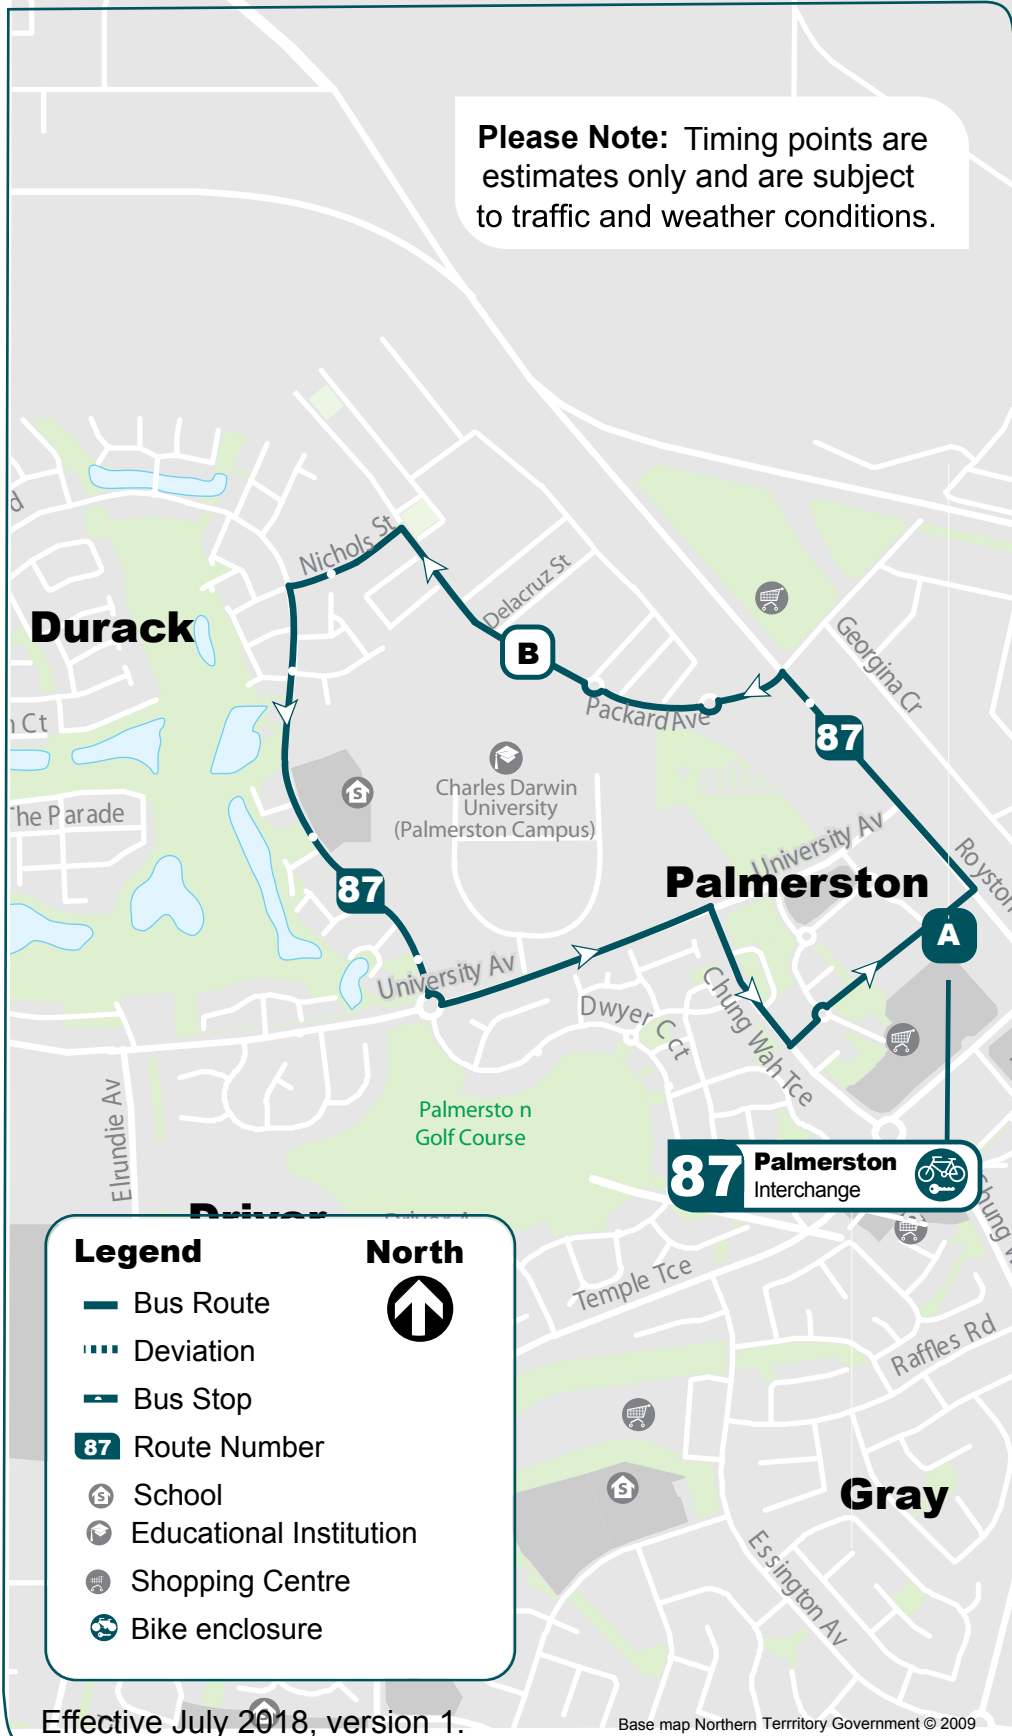 Please Note: Timing points are
estimates only and are subject
to traffic and weather conditions.
d
Nichols St
Delacruz St
Durack
B
Georgina Cr
Packard Ave
87
n Ct
Charles Darwin
University
(Palmerston Campus)
The Parade
University Av
Royston
Palmerston
87
A
University Av
Dwyer Cct
Chung Wah Tce
Elrundie Av
Palmersto n
Golf Course
87
Palmerston
Interchange
Driver
Chung W
Temple Tce
Raffles Rd
Legend
North
Bus Route
Deviation
Bus Stop
87 Route Number
S School
Educational Institution
Shopping Centre
Bike enclosure
Gray
Essington Av
Effective July 2018, version 1.
Base map Northern Terrritory Government © 2009